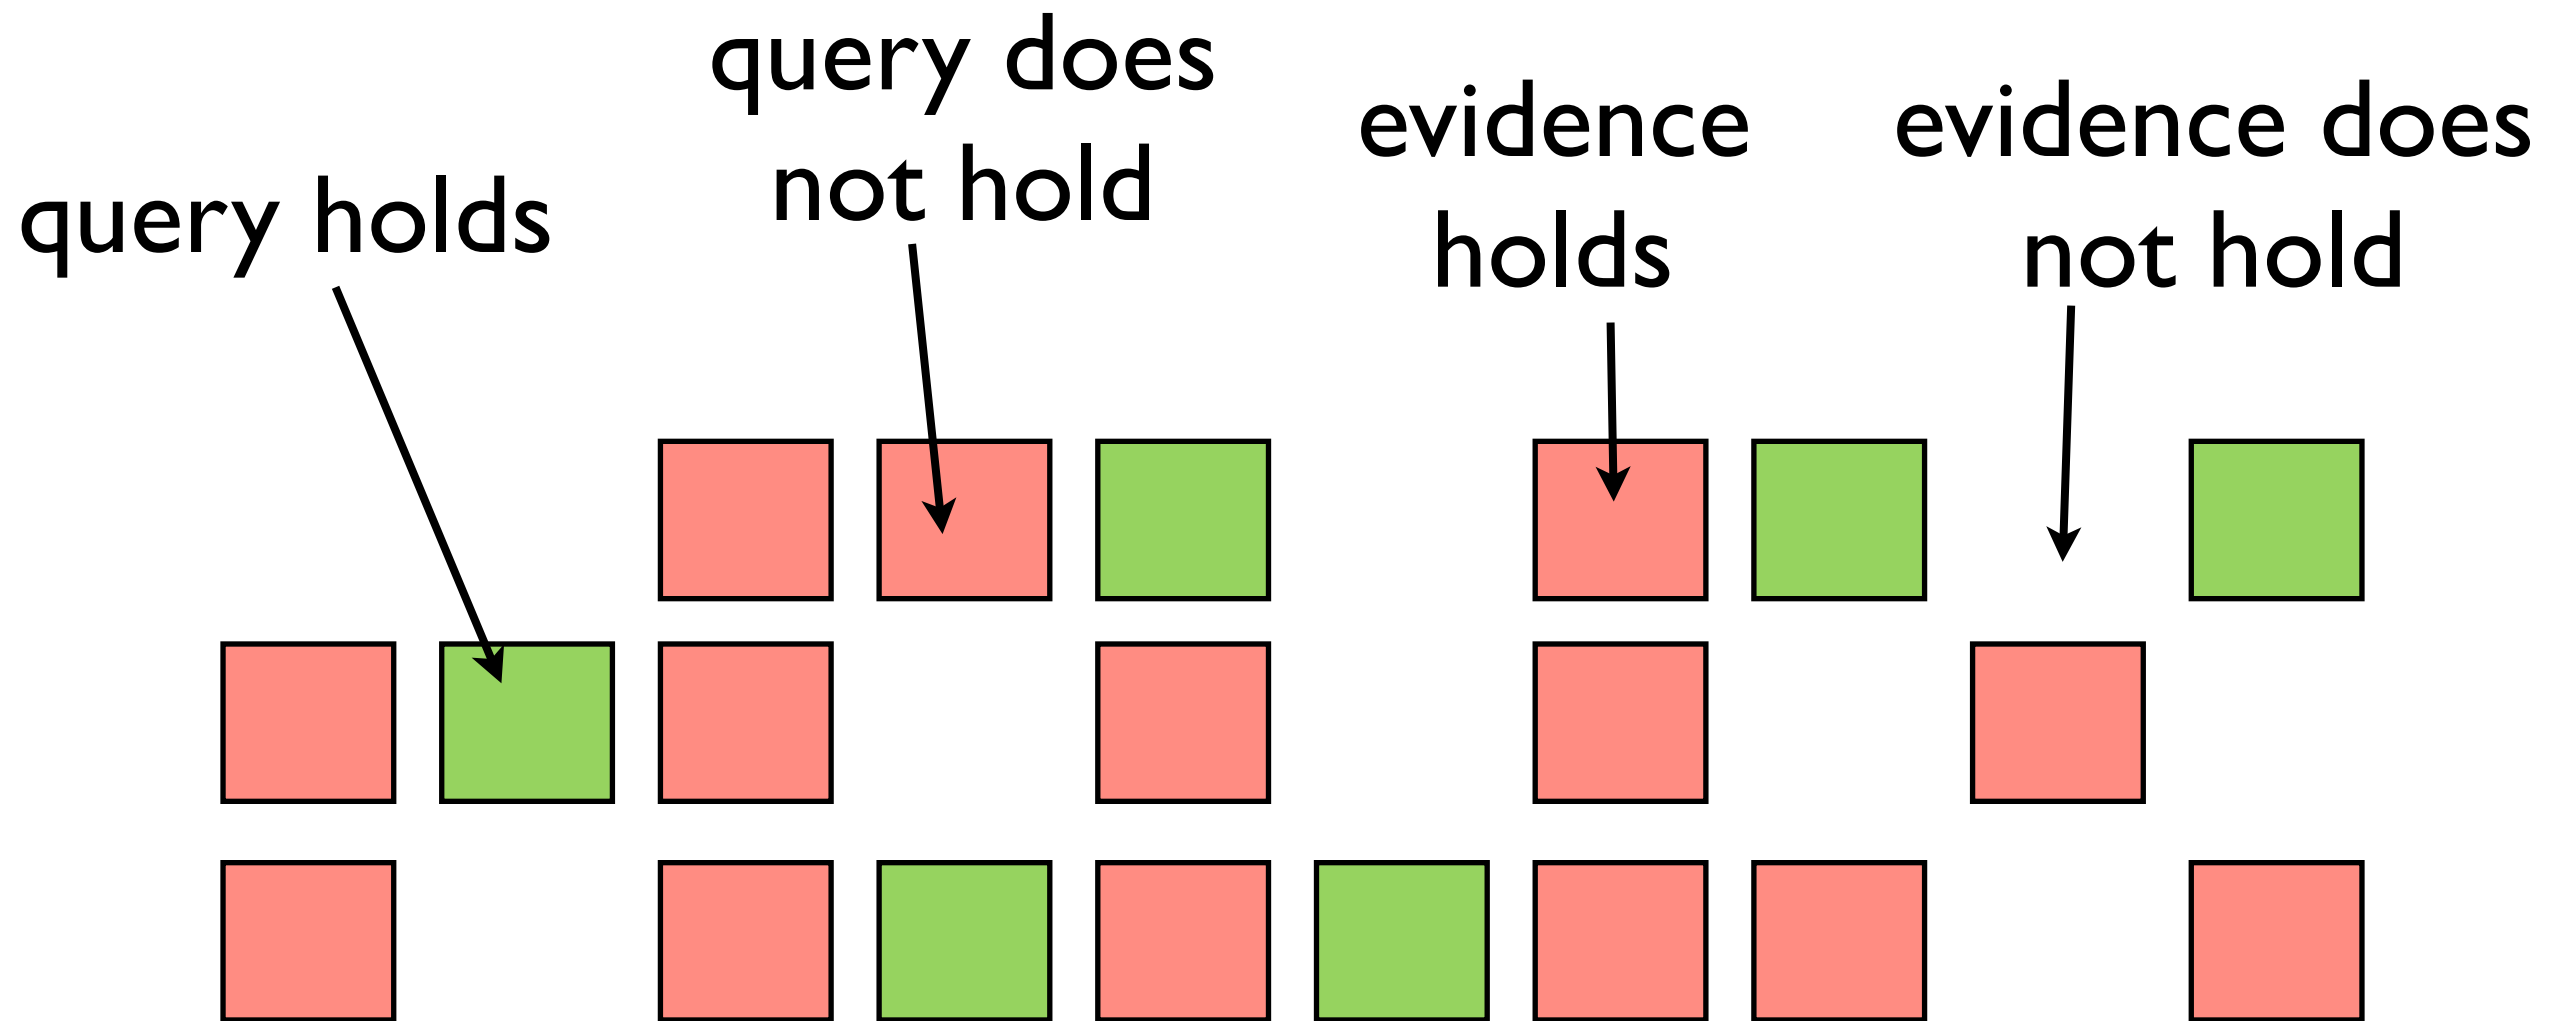 query holds
query does
not hold
evidence
holds
evidence does
not hold